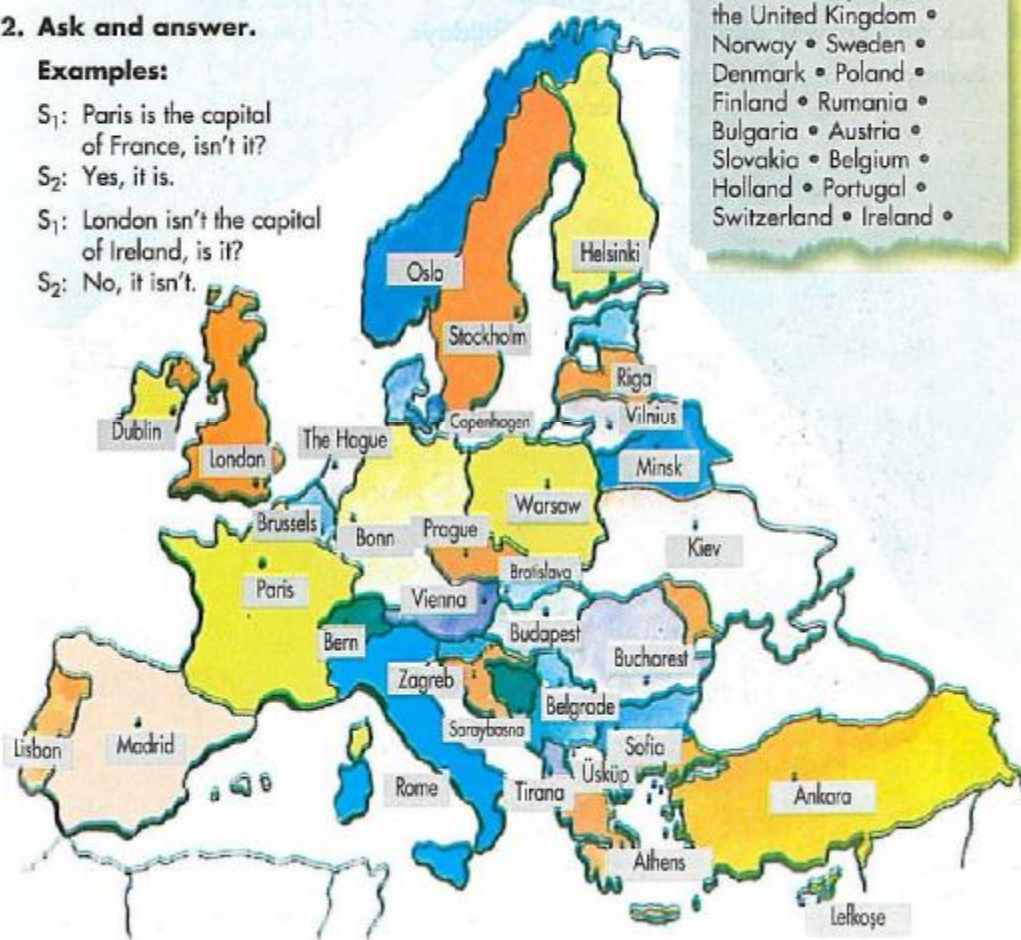 2. Ask and answer.
Examples:
S1: Paris is the capital
of France, isn't it?
S2: Yes, it is.
S1: London isn't the capital
of Ireland, is it?
S2: No, it isn't.
the United Kingdom •
Norway • Sweden •
Denmark • Poland •
Finland • Rumania •
Bulgaria • Austria •
Slovakia • Belgium •
Holland • Portugal •
Switzerland • Ireland •
Oslo
Helsinki
Stockholm
Riga
Copenhagen
Vilnius
Dublin
The Hague
London
Minsk
Warsaw
Brussels
Bonn
Prague
Kiev
Bratislava
Paris
Vienna
Budapest
Bern
Bucharest
Zagreb
Belgrade
Saraybosna
Lisbon
Madrid
Sofia
Üsküp
Rome
Tirana
Ankara
Athens
Lefkoşe